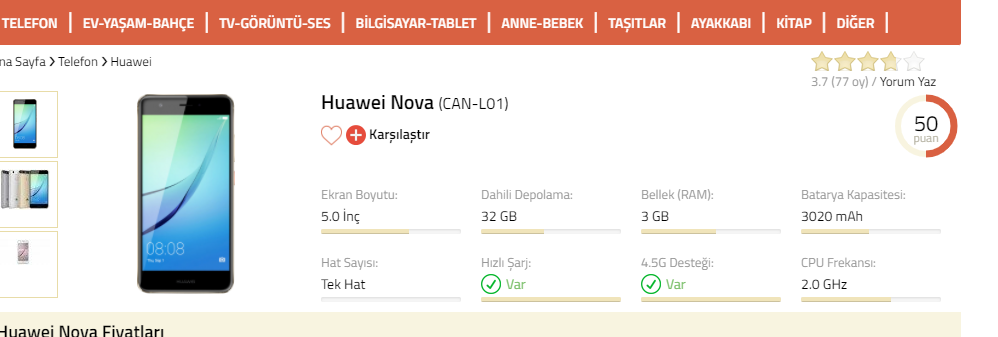 TELEFON | EV-YAŞAM-BAHÇE | TV-GÖRÜNTÜ-SES | BİLGİSAYAR-TABLET | ANNE-BEBEK | TAŞITLAR | AYAKKABI | KİTAP | DİĞER |
na Sayfa > Telefon > Huawei
3.7 (77 oy) / Yorum Yaz
Huawei Nova (CAN-L01)
50
puan
Karşılaştır
Ekran Boyutu: Dahili Depolama: Bellek (RAM): Batarya Kapasitesi:
5.0 İnç 32 GB 3 GB 3020 mAh
08:08
Hat Sayısı: Hızlı Şarj: 4.5G Desteği: CPU Frekansı:
Tek Hat Var Var 2.0 GHz
HUAWEI
Huawei Nova Fiyatları